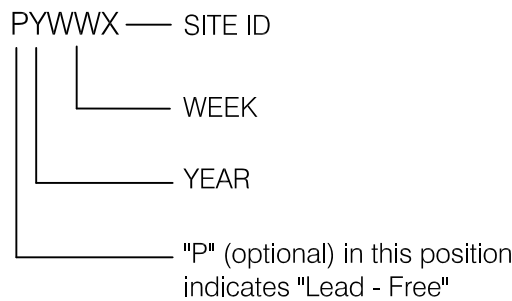 PYWWX SITE ID
WEEK
YEAR
"P" (optional) in this position
indicates "Lead - Free"